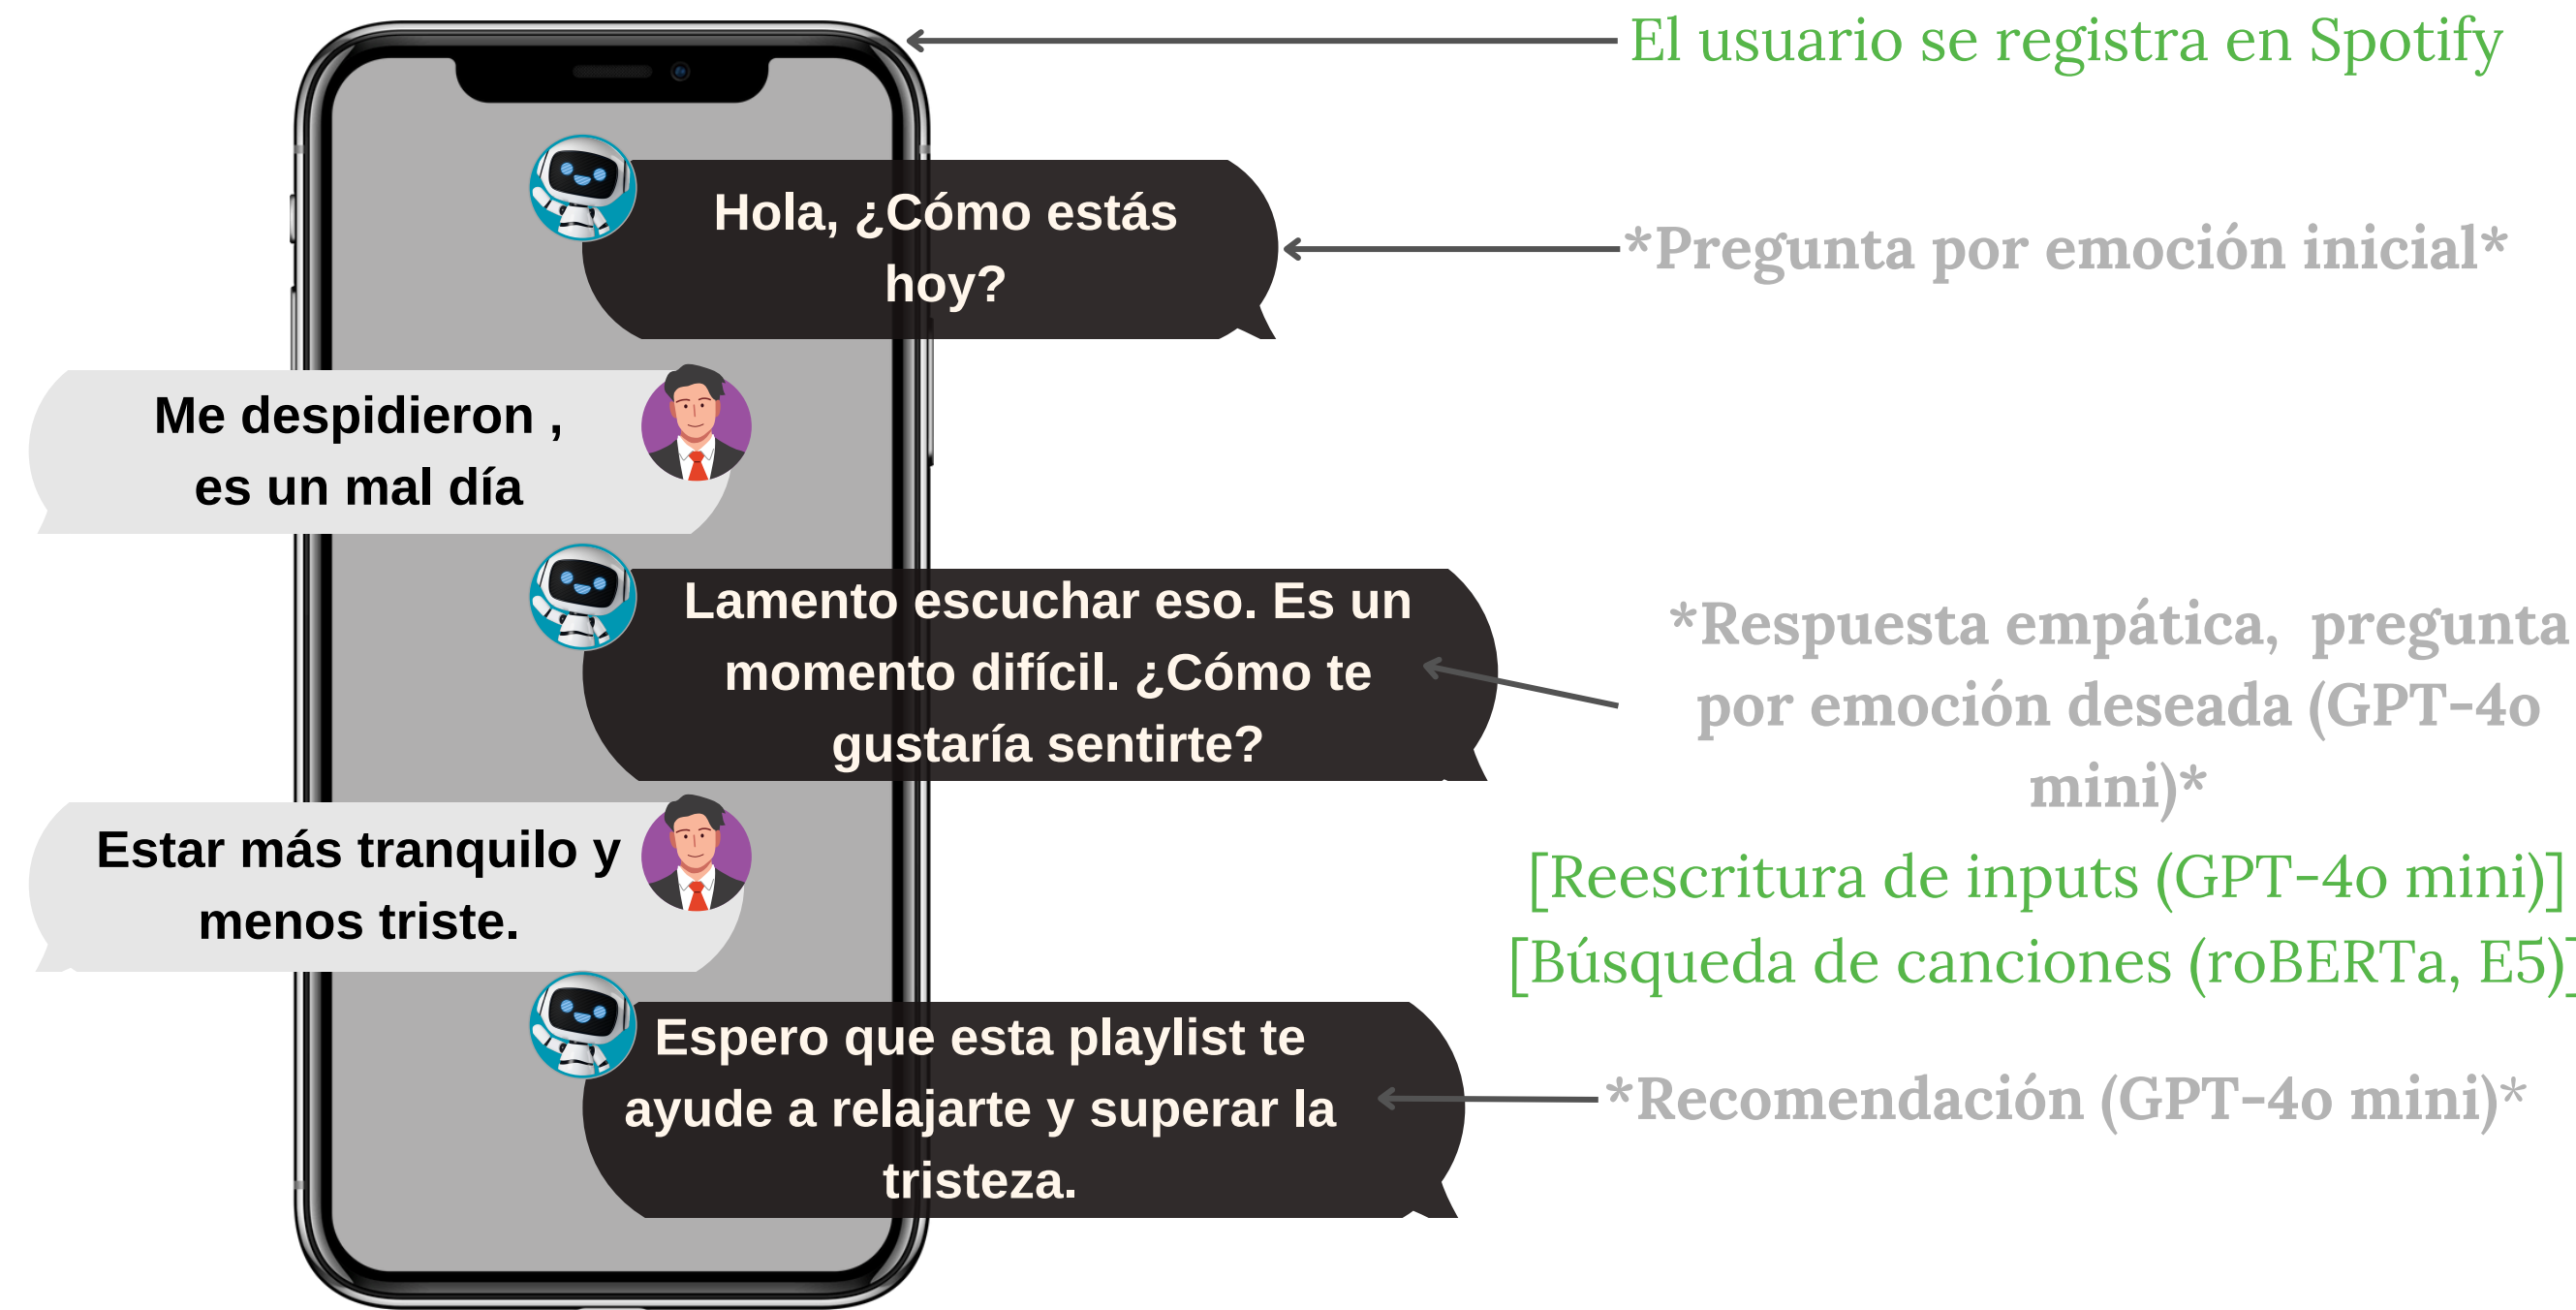 El usuario se registra en Spotify
Hola, ¿Cómo estás
hoy?
*Pregunta por emoción inicial*
Me despidieron ,
es un mal día
Lamento escuchar eso. Es un
momento difícil. ¿Cómo te
gustaría sentirte?
*Respuesta empática, pregunta
por emoción deseada (GPT-4o
mini)*
Estar más tranquilo y
menos triste.
[Reescritura de inputs (GPT-4o mini)]
[Búsqueda de canciones (roBERTa, E5)]
Espero que esta playlist te
ayude a relajarte y superar la
tristeza.
*Recomendación (GPT-4o mini)*